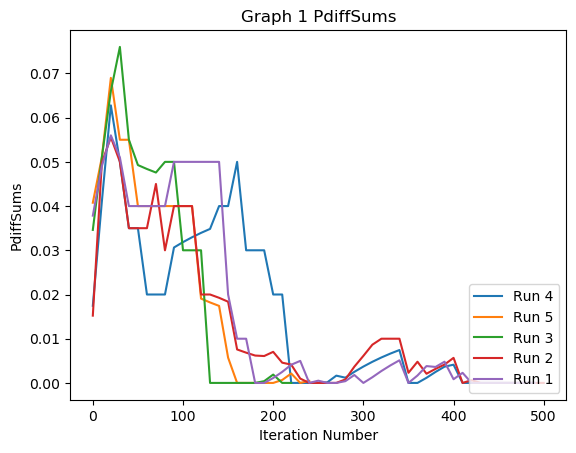 Graph 1 PdiffSums
PdiffSums
0.07
0.06
0.05
0.04
0.03
0.02
0.01
0.00
Run 4
Run 5
Run 3
Run 2
Run 1
0 100 200 300 400 500
Iteration Number